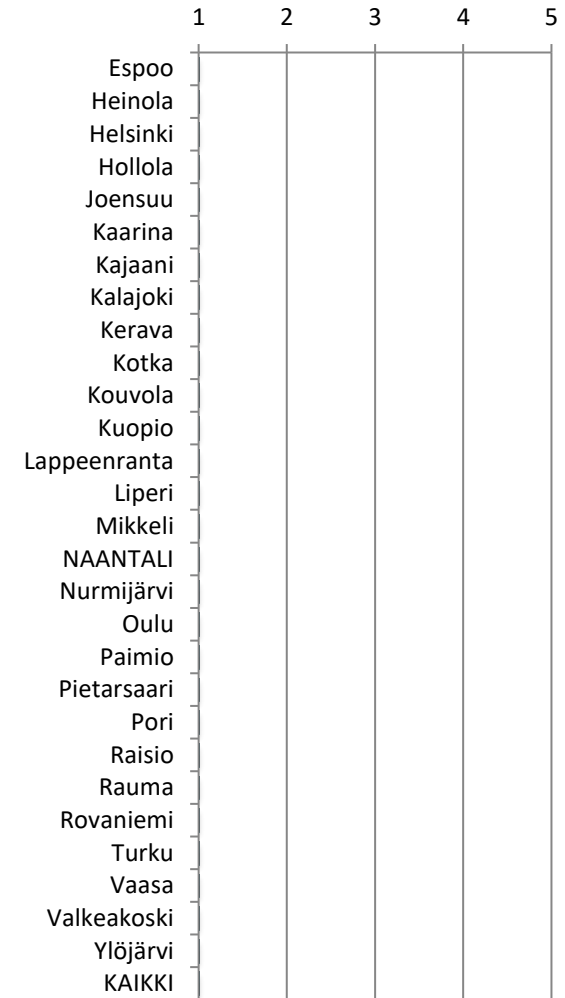 1 2 3 4 5
Espoo
Heinola
Helsinki
Hollola
Joensuu
Kaarina
Kajaani
Kalajoki
Kerava
Kotka
Kouvola
Kuopio
Lappeenranta
Liperi
Mikkeli
NAANTALI
Nurmijärvi
Oulu
Paimio
Pietarsaari
Pori
Raisio
Rauma
Rovaniemi
Turku
Vaasa
Valkeakoski
Ylöjärvi
KAIKKI